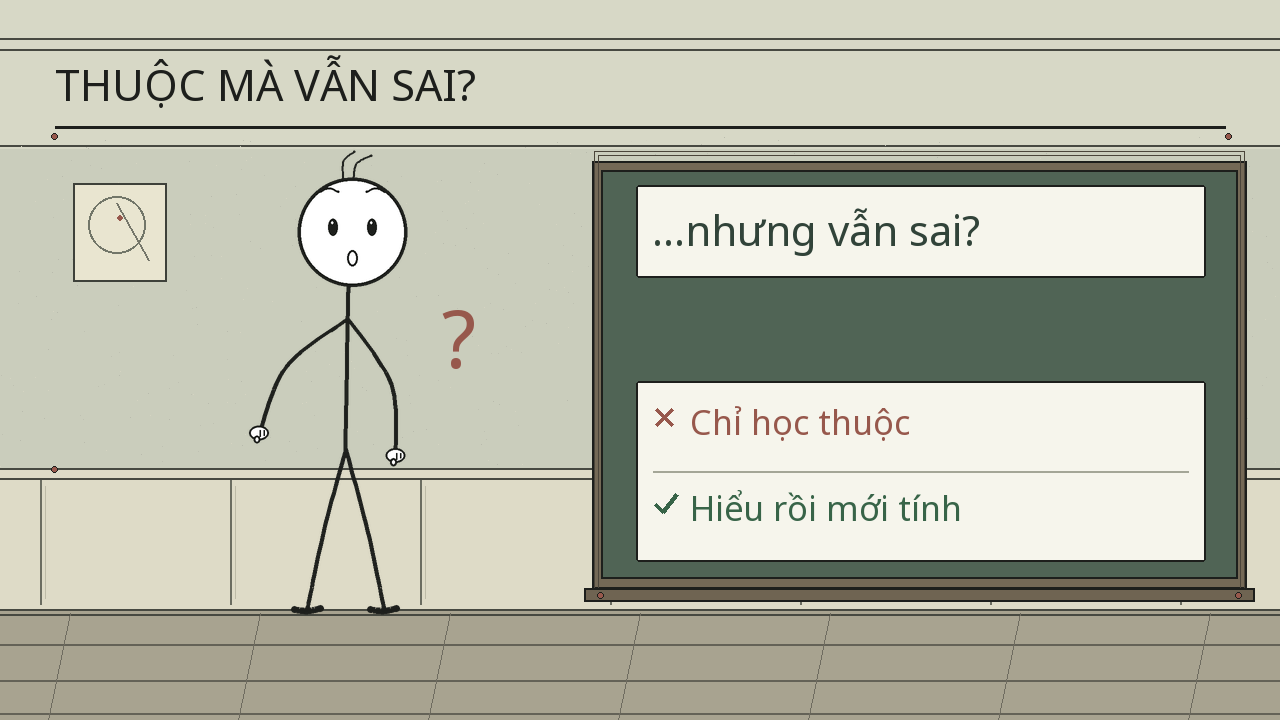 THUỘC MÀ VẪN SAI?
...nhưng vẫn sai?
?
× Chỉ học thuộc
✓ Hiểu rồi mới tính